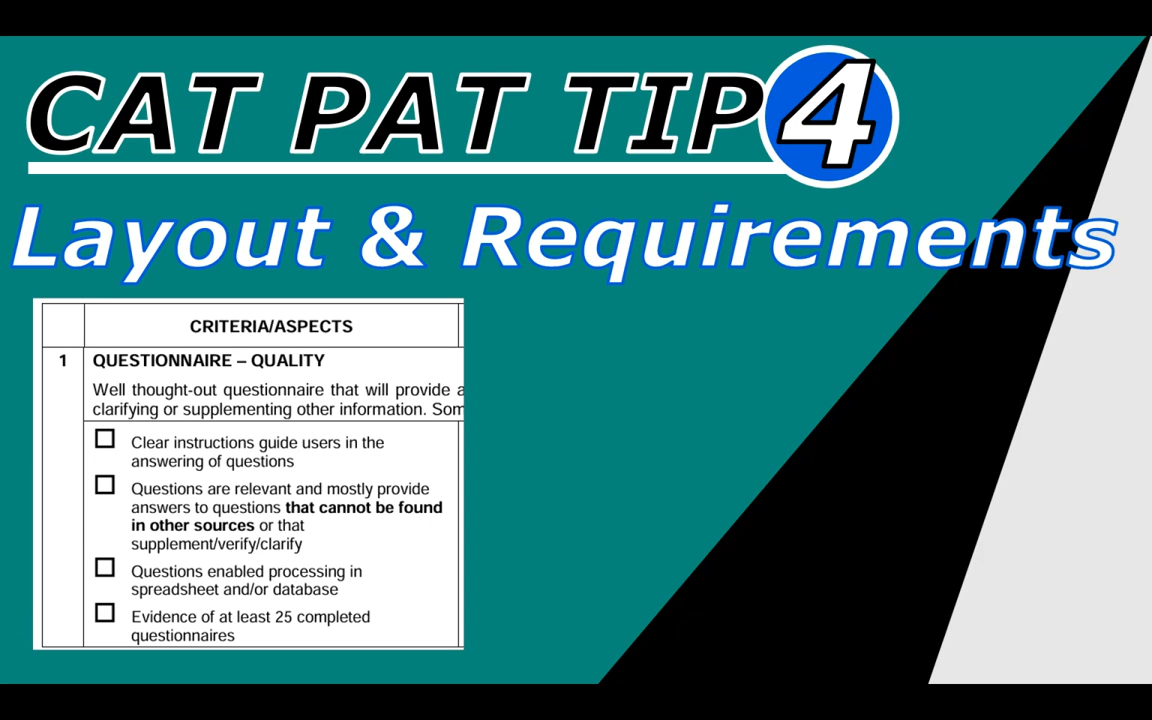 CAT PAT TIP 4
Layout & Requirements
CRITERIA/ASPECTS
1 QUESTIONNAIRE – QUALITY
Well thought-out questionnaire that will provide
clarifying or supplementing other information.
Clear instructions guide users in the
answering of questions
Questions are relevant and mostly provide
answers to questions that cannot be found
in other sources or that
supplement/verify/clarify
Questions enabled processing in
spreadsheet and/or database
Evidence of at least 25 completed
questionnaires